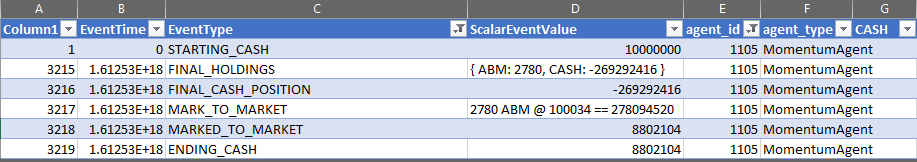 A B C D E F G
Column1 EventTime EventType ScalarEventValue agent_id agent_type CASH
1 0 STARTING_CASH 10000000 1105 MomentumAgent
3215 1.61253E+18 FINAL_HOLDINGS { ABM: 2780, CASH: -269292416 } 1105 MomentumAgent
3216 1.61253E+18 FINAL_CASH_POSITION -269292416 1105 MomentumAgent
3217 1.61253E+18 MARK_TO_MARKET 2780 ABM @ 100034 == 278094520 1105 MomentumAgent
3218 1.61253E+18 MARKED_TO_MARKET 8802104 1105 MomentumAgent
3219 1.61253E+18 ENDING_CASH 8802104 1105 MomentumAgent